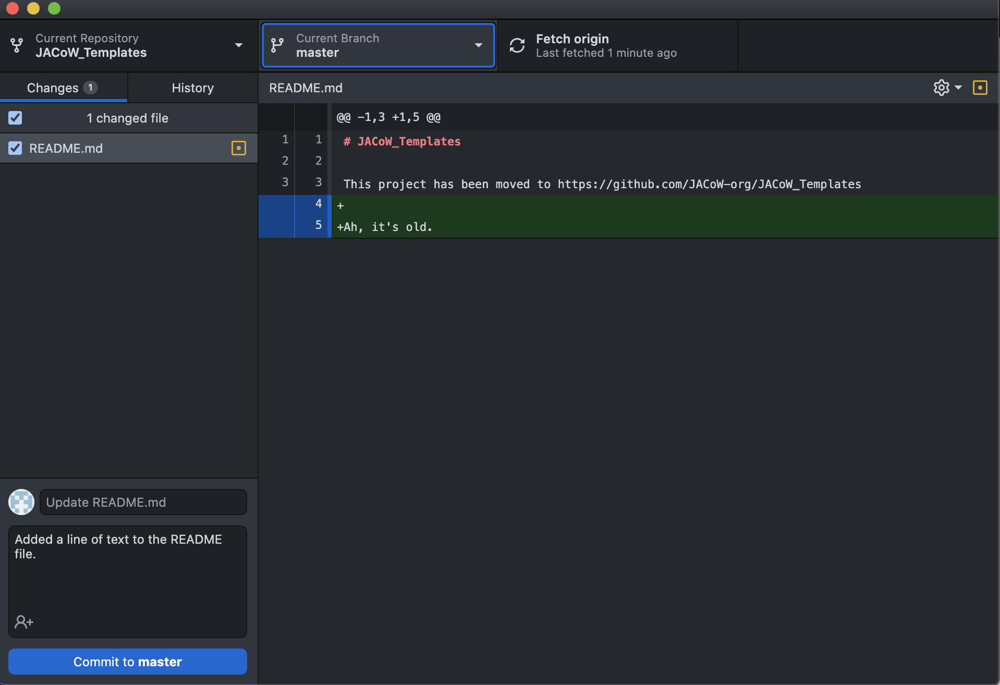 Current Repository
JACoW_Templates
Current Branch
master
Fetch origin
Last fetched 1 minute ago
Changes 1
History
README.md
1 changed file
README.md
@@ -1,3 +1,5 @@
1 1 # JACoW_Templates
2 2
3 3 This project has been moved to https://github.com/JACoW-org/JACoW_Templates
4 +
5 +Ah, it's old.
Update README.md
Added a line of text to the README
file.
Commit to master